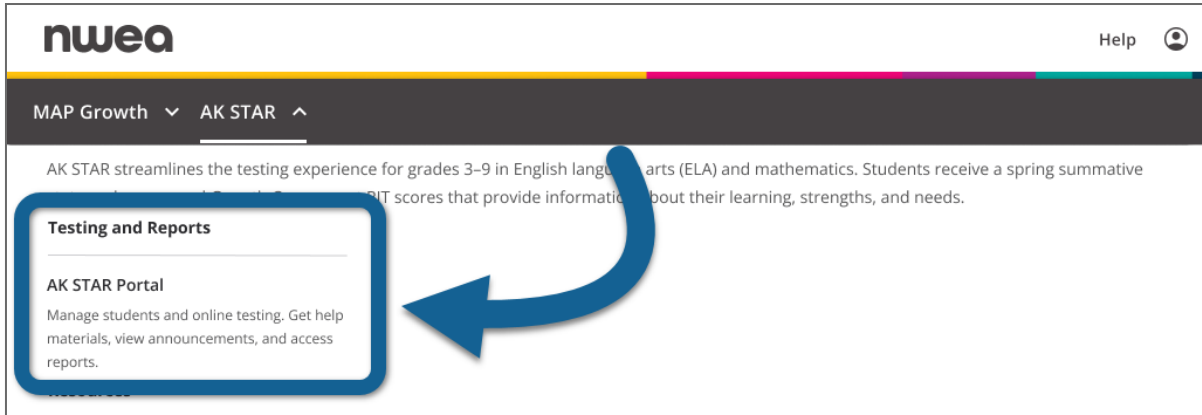 nwea
Help
MAP Growth AK STAR
AK STAR streamlines the testing experience for grades 3–9 in English arts (ELA) and mathematics. Students receive a spring summative
scores that provide about their learning, strengths, and needs.
Testing and Reports
AK STAR Portal
Manage students and online testing. Get help
materials, view announcements, and access
reports.